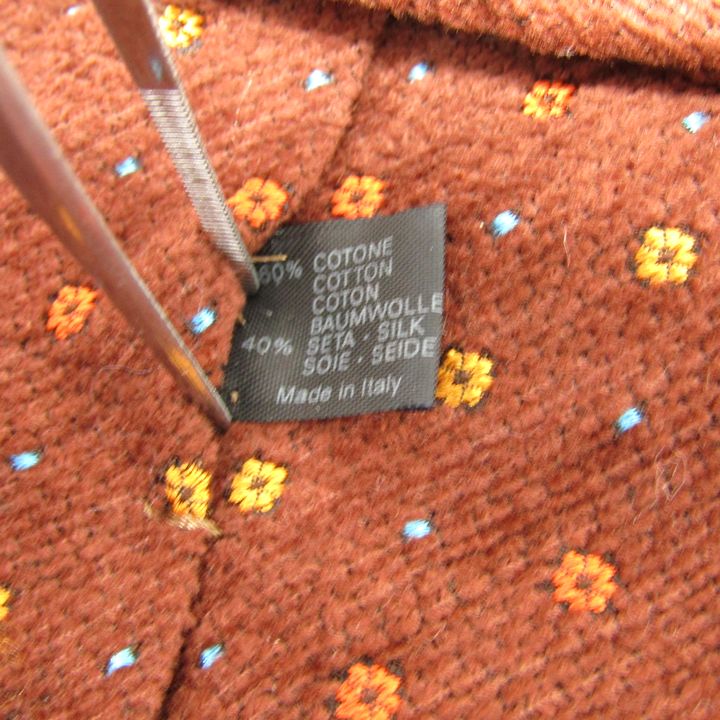 60% COTONE
COTTON
COTON
BAUMWOLLE
40% SETA · SILK
SOIE · SEIDE
Made in Italy